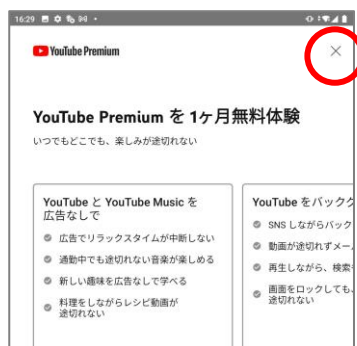 16:29
YouTube Premium
YouTube Premium を 1ヶ月無料体験
いつでもどこでも、楽しみが途切れない
YouTube と YouTube Music を
広告なしで
広告でリラックスタイムが中断しない
通勤中でも途切れない音楽が楽しめる
新しい趣味を広告なしで学べる
料理をしながらレシピ動画が
途切れない
YouTube をバックグ
SNS しながらバック
動画が途切れずメー
再生しながら、検索
画面をロックしても、
途切れない